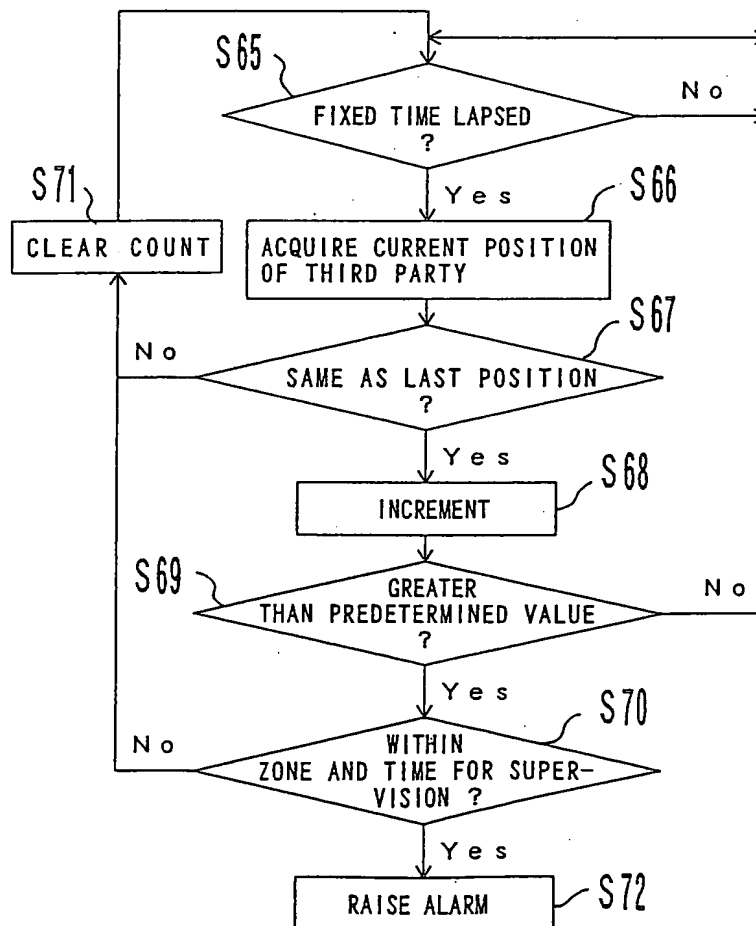 S65
FIXED TIME LAPSED
?
No
Yes
S66
S71
CLEAR COUNT
ACQUIRE CURRENT POSITION
OF THIRD PARTY
S67
No
SAME AS LAST POSITION
?
Yes
S68
INCREMENT
S69
GREATER
THAN PREDETERMINED VALUE
?
No
Yes
S70
No
WITHIN
ZONE AND TIME FOR SUPER-
VISION ?
Yes
S72
RAISE ALARM